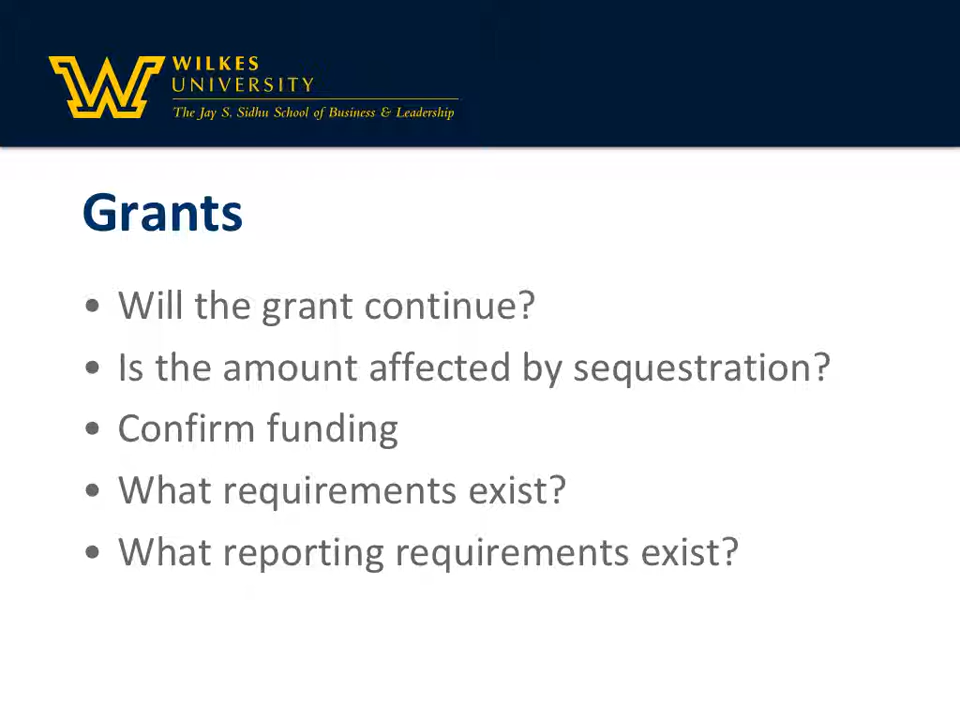 WILKES
UNIVERSITY
The Jay S. Sidhu School of Business & Leadership
Grants
• Will the grant continue?
• Is the amount affected by sequestration?
• Confirm funding
• What requirements exist?
• What reporting requirements exist?